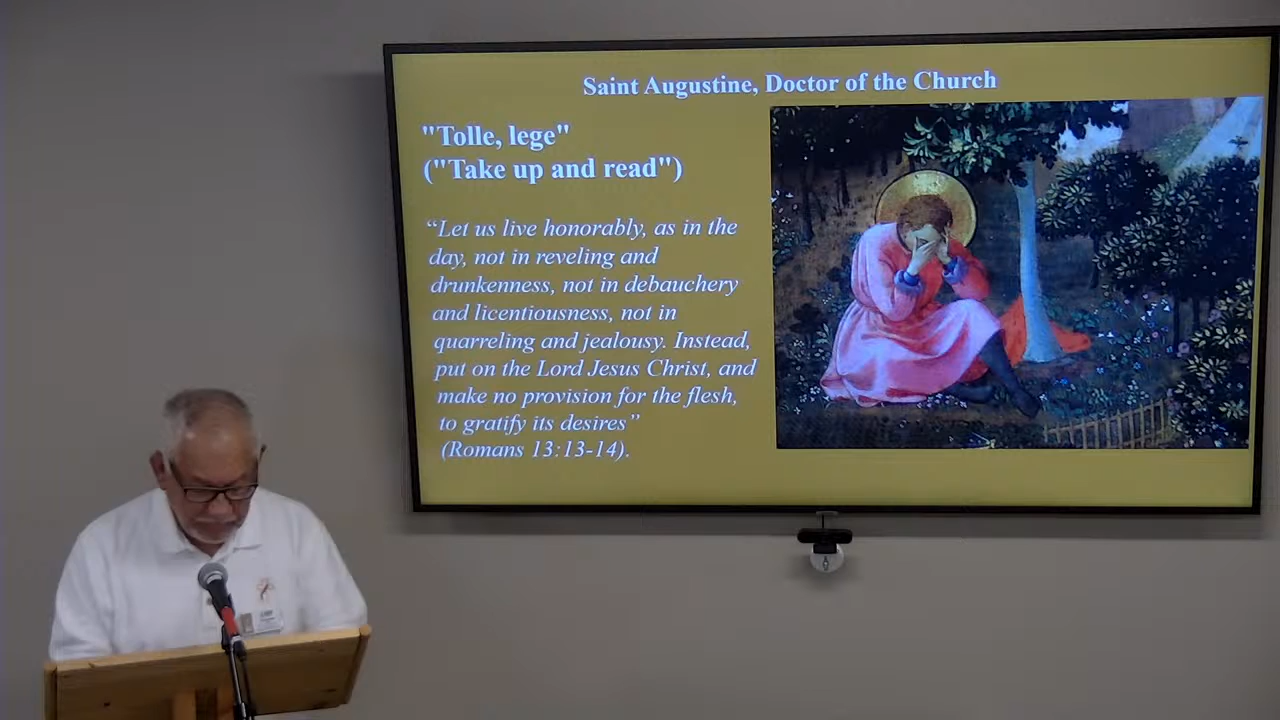 Saint Augustine, Doctor of the Church
"Tolle, lege"
("Take up and read")
“Let us live honorably, as in the
day, not in reveling and
drunkenness, not in debauchery
and licentiousness, not in
quarreling and jealousy. Instead,
put on the Lord Jesus Christ, and
make no provision for the flesh,
to gratify its desires”
(Romans 13:13-14).